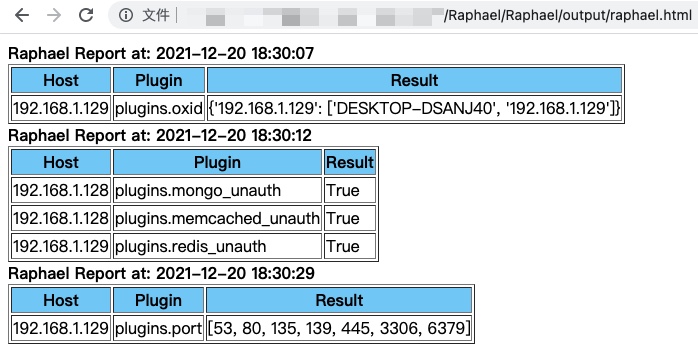 文件 /Raphael/Raphael/output/raphael.html
Raphael Report at: 2021-12-20 18:30:07
Host Plugin Result
192.168.1.129 plugins.oxid {'192.168.1.129': ['DESKTOP-DSANJ40', '192.168.1.129']}
Raphael Report at: 2021-12-20 18:30:12
Host Plugin Result
192.168.1.128 plugins.mongo_unauth True
192.168.1.128 plugins.memcached_unauth True
192.168.1.129 plugins.redis_unauth True
Raphael Report at: 2021-12-20 18:30:29
Host Plugin Result
192.168.1.129 plugins.port [53, 80, 135, 139, 445, 3306, 6379]